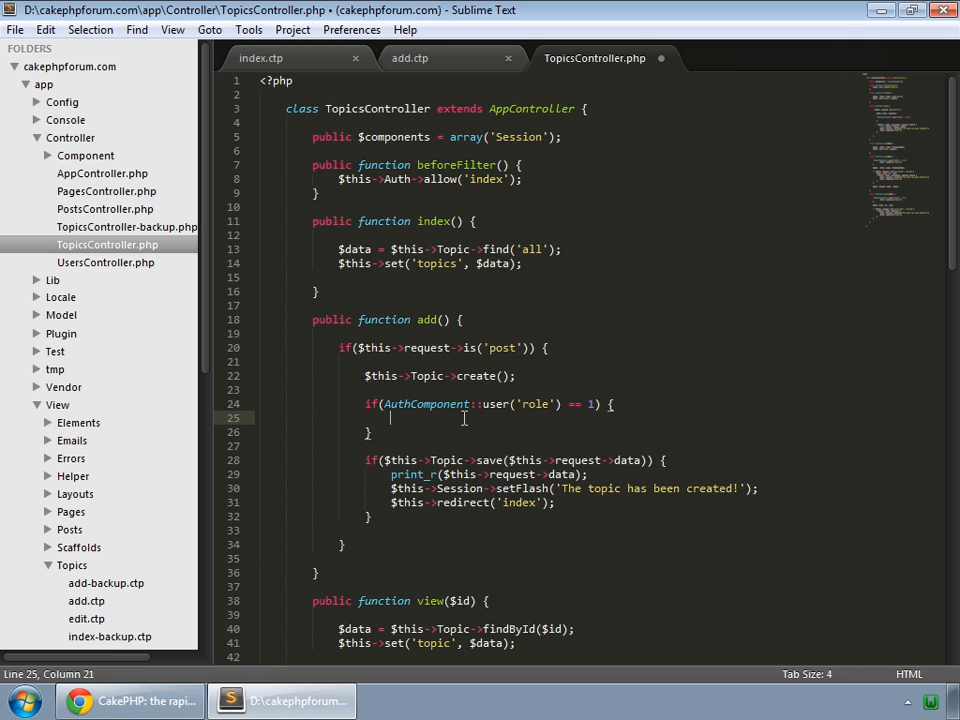 D:\cakephpforum.com\app\Controller\TopicsController.php • (cakephpforum.com) - Sublime Text
File Edit Selection Find View Goto Tools Project Preferences Help
FOLDERS
cakephpforum.com
app
Config
Console
Controller
Component
AppController.php
PagesController.php
PostsController.php
TopicsController-backup.php
TopicsController.php
UsersController.php
Lib
Locale
Model
Plugin
Test
tmp
Vendor
View
Elements
Emails
Errors
Helper
Layouts
Pages
Posts
Scaffolds
Topics
add-backup.ctp
add.ctp
edit.ctp
index-backup.ctp
index.ctp × add.ctp × TopicsController.php
1 <?php
2
3 class TopicsController extends AppController {
4
5 public $components = array('Session');
6
7 public function beforeFilter() {
8 $this->Auth->allow('index');
9 }
10
11 public function index() {
12
13 $data = $this->Topic->find('all');
14 $this->set('topics', $data);
15
16 }
17
18 public function add() {
19
20 if($this->request->is('post')) {
21
22 $this->Topic->create();
23
24 if(AuthComponent::user('role') == 1) {
25
26 }
27
28 if($this->Topic->save($this->request->data)) {
29 print_r($this->request->data);
30 $this->Session->setFlash('The topic has been created!');
31 $this->redirect('index');
32 }
33
34 }
35
36 }
37
38 public function view($id) {
39
40 $data = $this->Topic->findById($id);
41 $this->set('topic', $data);
42
Line 25, Column 21 Tab Size: 4 HTML
CakePHP: the rapi... D:\cakephpforum...